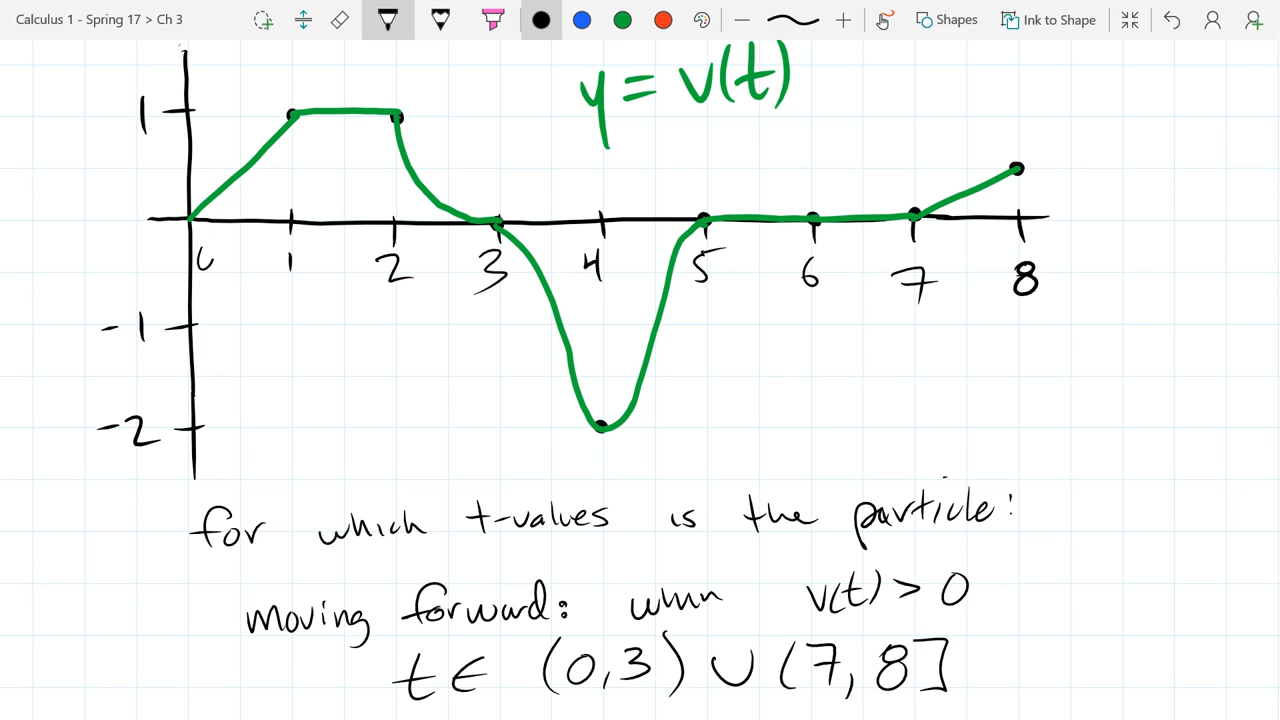 Calculus 1 - Spring 17 > Ch 3
Shapes
Ink to Shape
y = v(t)
1
0 1 2 3 4 5 6 7 8
-1
-2
for which t-values is the particle:
moving forward: when v(t) > 0
t ∈ (0,3) ∪ (7,8]